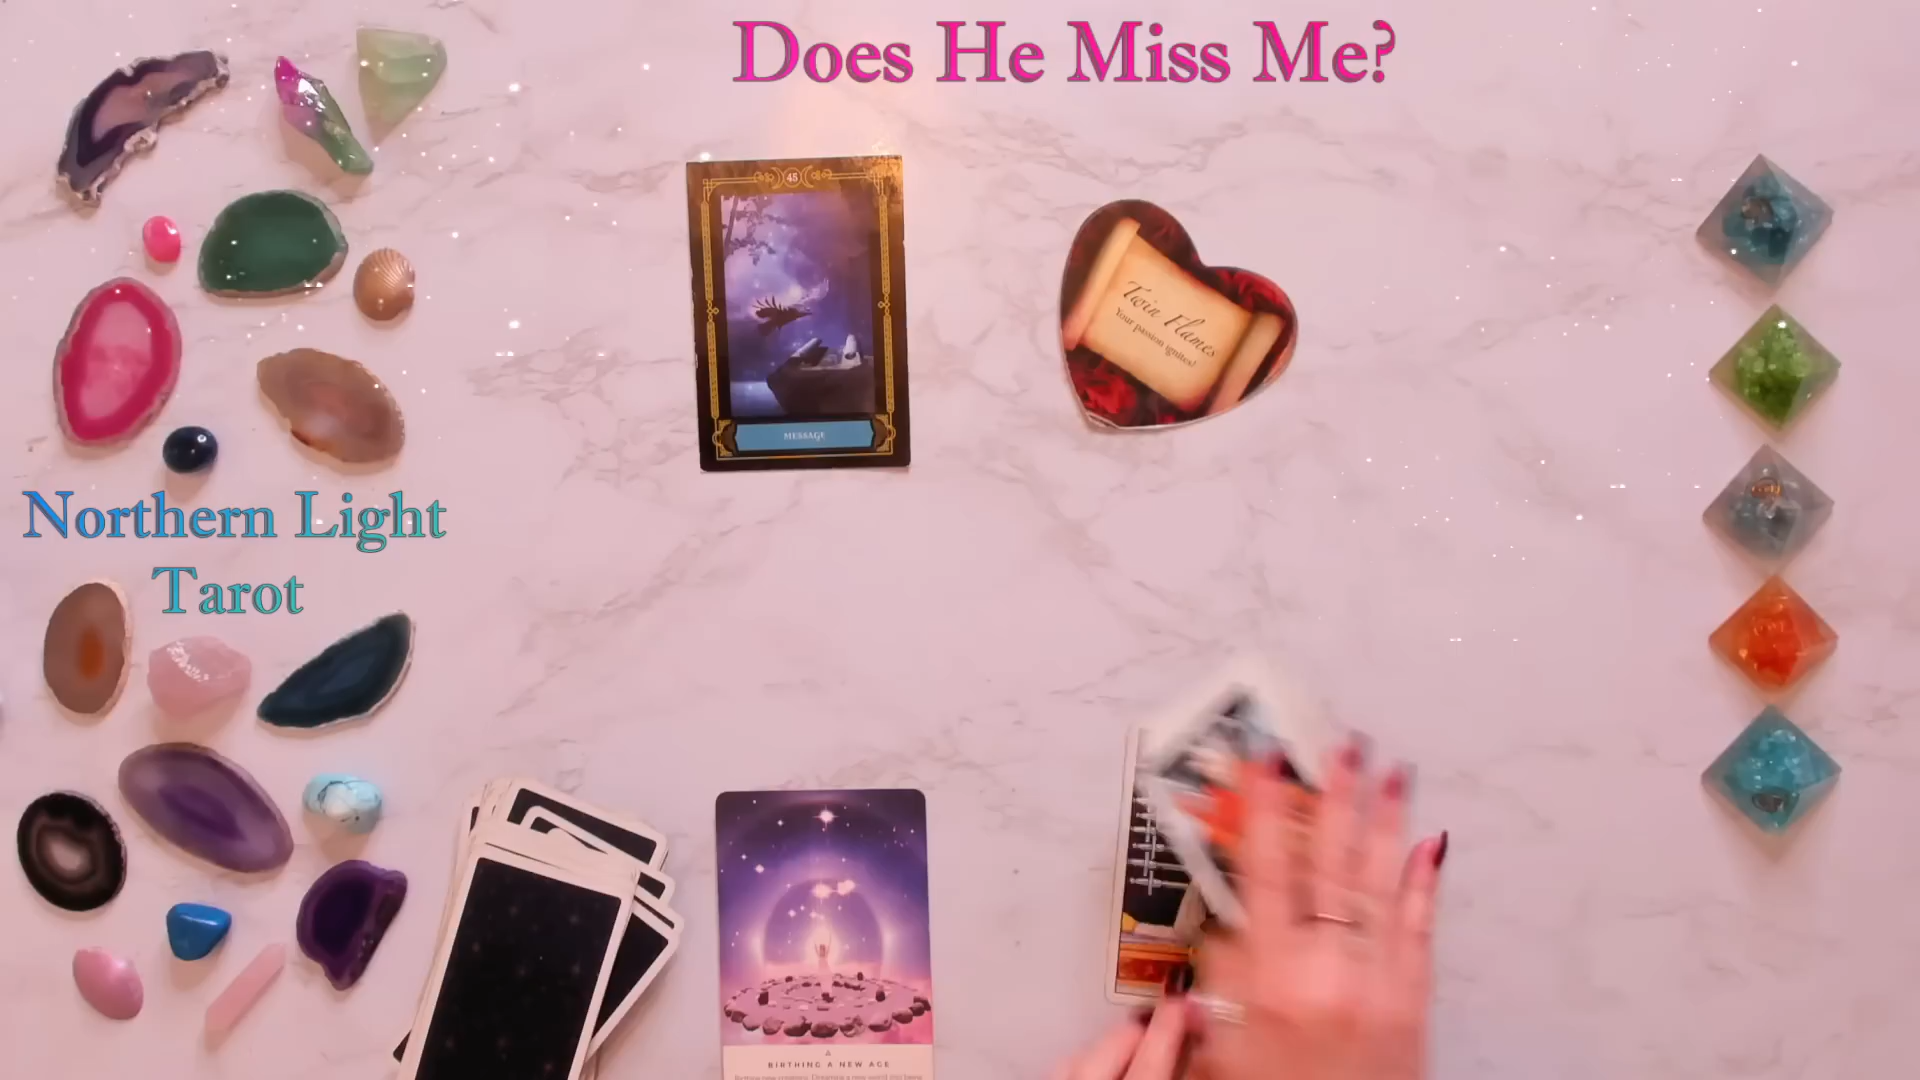 Does He Miss Me?
45
MESSAGE
Twin Flames
Your passion ignites!
Northern Light
Tarot
BIRTHING A NEW AGE